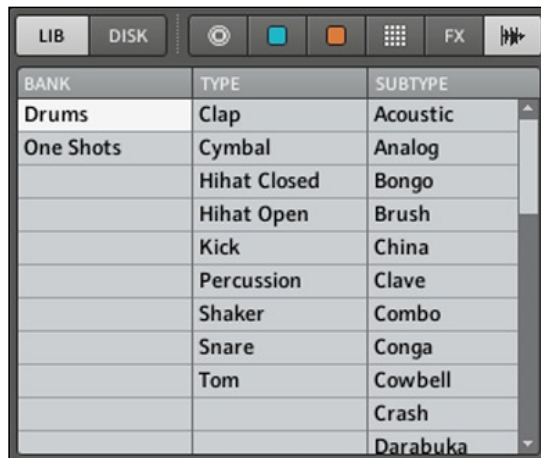 LIB DISK FX
BANK TYPE SUBTYPE
Drums Clap Acoustic
One Shots Cymbal Analog
Hihat Closed Bongo
Hihat Open Brush
Kick China
Percussion Clave
Shaker Combo
Snare Conga
Tom Cowbell
Crash
Darabuka